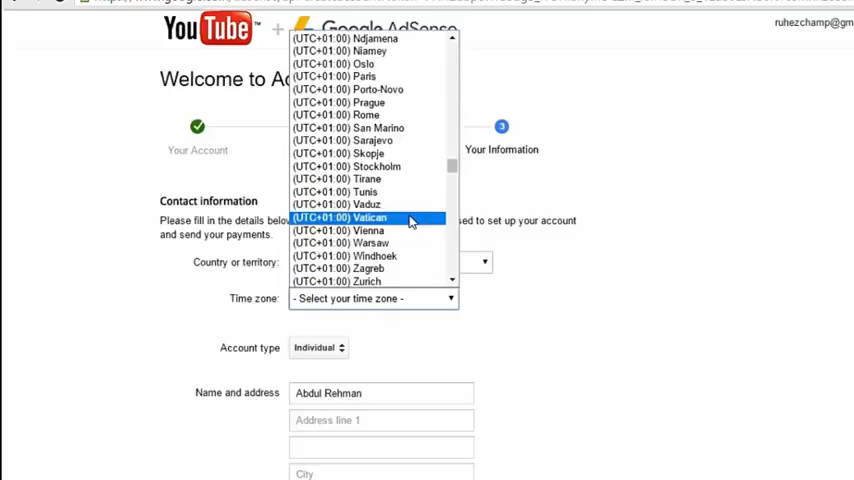 ruhezchamp@gm
YouTube™ + Google AdSense
Welcome to A
(UTC+01:00) Ndjamena
(UTC+01:00) Niamey
(UTC+01:00) Oslo
(UTC+01:00) Paris
(UTC+01:00) Porto-Novo
(UTC+01:00) Prague
(UTC+01:00) Rome
(UTC+01:00) San Marino
(UTC+01:00) Sarajevo
(UTC+01:00) Skopje
(UTC+01:00) Stockholm
(UTC+01:00) Tirane
(UTC+01:00) Tunis
(UTC+01:00) Vaduz
(UTC+01:00) Vatican
(UTC+01:00) Vienna
(UTC+01:00) Warsaw
(UTC+01:00) Windhoek
(UTC+01:00) Zagreb
(UTC+01:00) Zurich
Your Account
3
Your Information
Contact information
Please fill in the details belo sed to set up your account
and send your payments.
Country or territory:
Time zone: - Select your time zone -
Account type Individual
Name and address Abdul Rehman
Address line 1
City